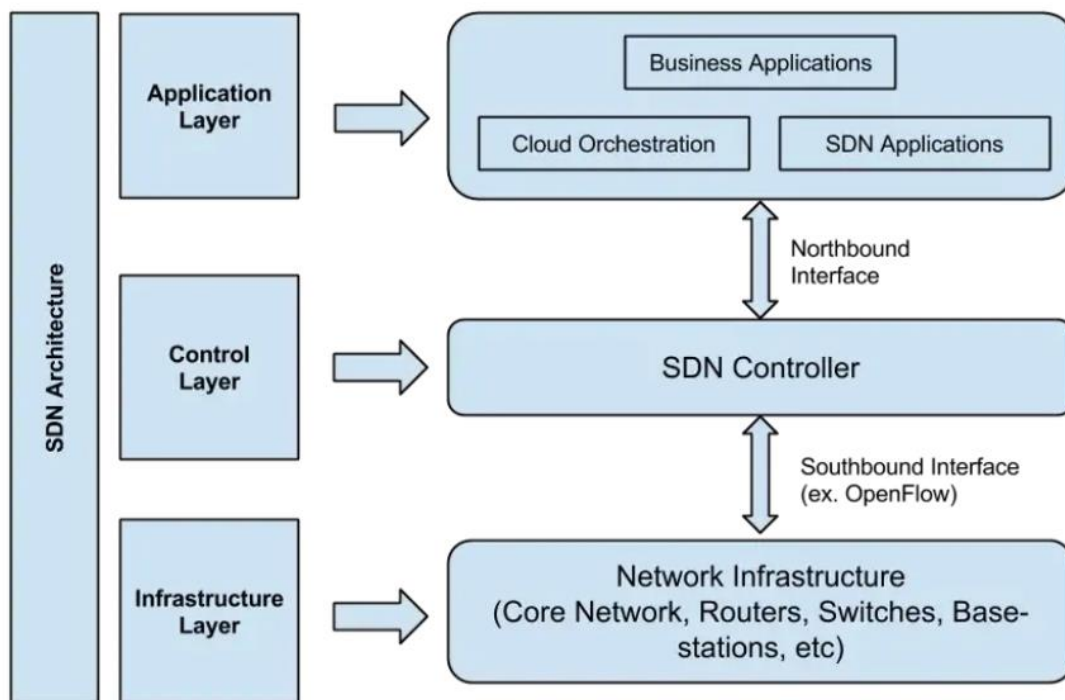 SDN Architecture
Application
Layer
Business Applications
Cloud Orchestration
SDN Applications
Northbound
Interface
Control
Layer
SDN Controller
Southbound Interface
(ex. OpenFlow)
Infrastructure
Layer
Network Infrastructure
(Core Network, Routers, Switches, Base-
stations, etc)